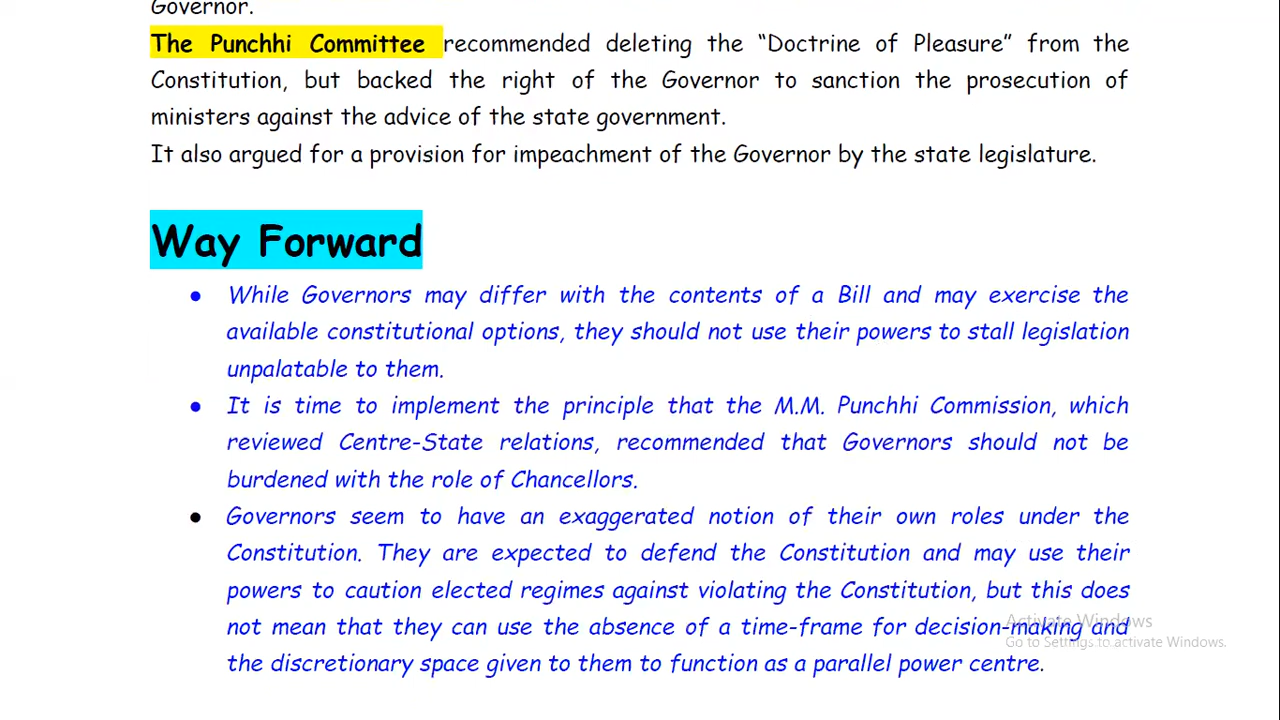 Governor.
The Punchhi Committee recommended deleting the “Doctrine of Pleasure” from the
Constitution, but backed the right of the Governor to sanction the prosecution of
ministers against the advice of the state government.
It also argued for a provision for impeachment of the Governor by the state legislature.
Way Forward
● While Governors may differ with the contents of a Bill and may exercise the
available constitutional options, they should not use their powers to stall legislation
unpalatable to them.
● It is time to implement the principle that the M.M. Punchhi Commission, which
reviewed Centre-State relations, recommended that Governors should not be
burdened with the role of Chancellors.
● Governors seem to have an exaggerated notion of their own roles under the
Constitution. They are expected to defend the Constitution and may use their
powers to caution elected regimes against violating the Constitution, but this does
not mean that they can use the absence of a time-frame for decision-making and
the discretionary space given to them to function as a parallel power centre.
Activate Windows
Go to Settings to activate Windows.